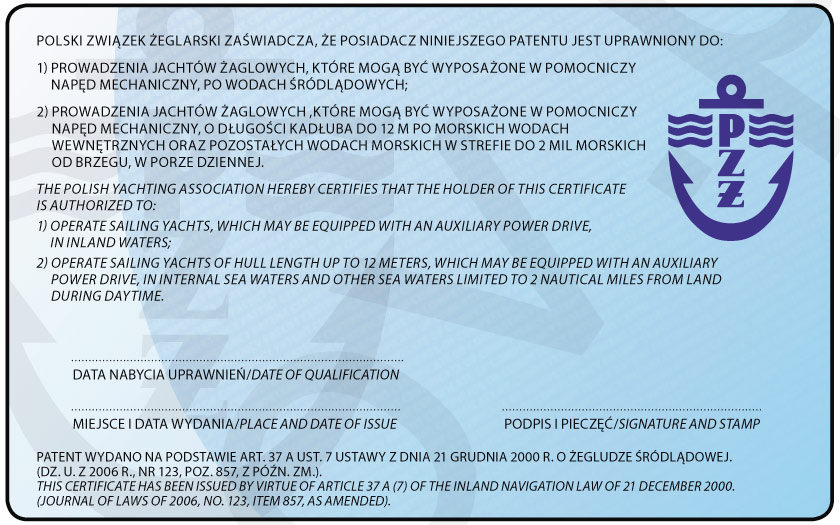 POLSKI ZWIĄZEK ŻEGLARSKI ZAŚWIADCZA, ŻE POSIADACZ NINIEJSZEGO PATENTU JEST UPRAWNIONY DO:
1) PROWADZENIA JACHTÓW ŻAGLOWYCH, KTÓRE MOGĄ BYĆ WYPOSAŻONE W POMOCNICZY
NAPĘD MECHANICZNY, PO WODACH ŚRÓDLĄDOWYCH;
2) PROWADZENIA JACHTÓW ŻAGLOWYCH ,KTÓRE MOGĄ BYĆ WYPOSAŻONE W POMOCNICZY
NAPĘD MECHANICZNY, O DŁUGOŚCI KADŁUBA DO 12 M PO MORSKICH WODACH
WEWNĘTRZNYCH ORAZ POZOSTAŁYCH WODACH MORSKICH W STREFIE DO 2 MIL MORSKICH
OD BRZEGU, W PORZE DZIENNEJ.
THE POLISH YACHTING ASSOCIATION HEREBY CERTIFIES THAT THE HOLDER OF THIS CERTIFICATE
IS AUTHORIZED TO:
1) OPERATE SAILING YACHTS, WHICH MAY BE EQUIPPED WITH AN AUXILIARY POWER DRIVE,
IN INLAND WATERS;
2) OPERATE SAILING YACHTS OF HULL LENGTH UP TO 12 METERS, WHICH MAY BE EQUIPPED WITH AN AUXILIARY
POWER DRIVE, IN INTERNAL SEA WATERS AND OTHER SEA WATERS LIMITED TO 2 NAUTICAL MILES FROM LAND
DURING DAYTIME.
P
Z
Ż
DATA NABYCIA UPRAWNIEŃ/DATE OF QUALIFICATION
MIEJSCE I DATA WYDANIA/PLACE AND DATE OF ISSUE
PODPIS I PIECZĘĆ/SIGNATURE AND STAMP
PATENT WYDANO NA PODSTAWIE ART. 37 A UST. 7 USTAWY Z DNIA 21 GRUDNIA 2000 R. O ŻEGLUDZE ŚRÓDLĄDOWEJ.
(DZ. U. Z 2006 R., NR 123, POZ. 857, Z PÓŹN. ZM.).
THIS CERTIFICATE HAS BEEN ISSUED BY VIRTUE OF ARTICLE 37 A (7) OF THE INLAND NAVIGATION LAW OF 21 DECEMBER 2000.
(JOURNAL OF LAWS OF 2006, NO. 123, ITEM 857, AS AMENDED).